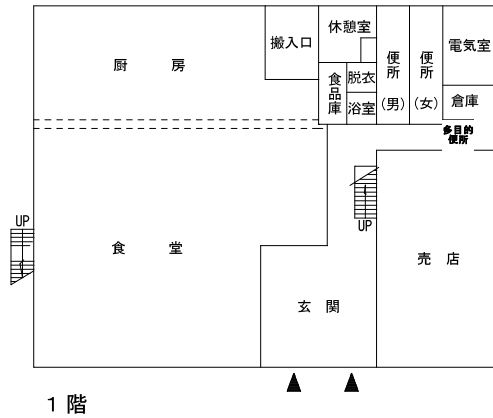 搬入口
休憩室
電気室
厨房
食品庫
脱衣
浴室
便所
(男)
便所
(女)
倉庫
多目的
便所
UP
UP
食堂
売店
玄関
1階